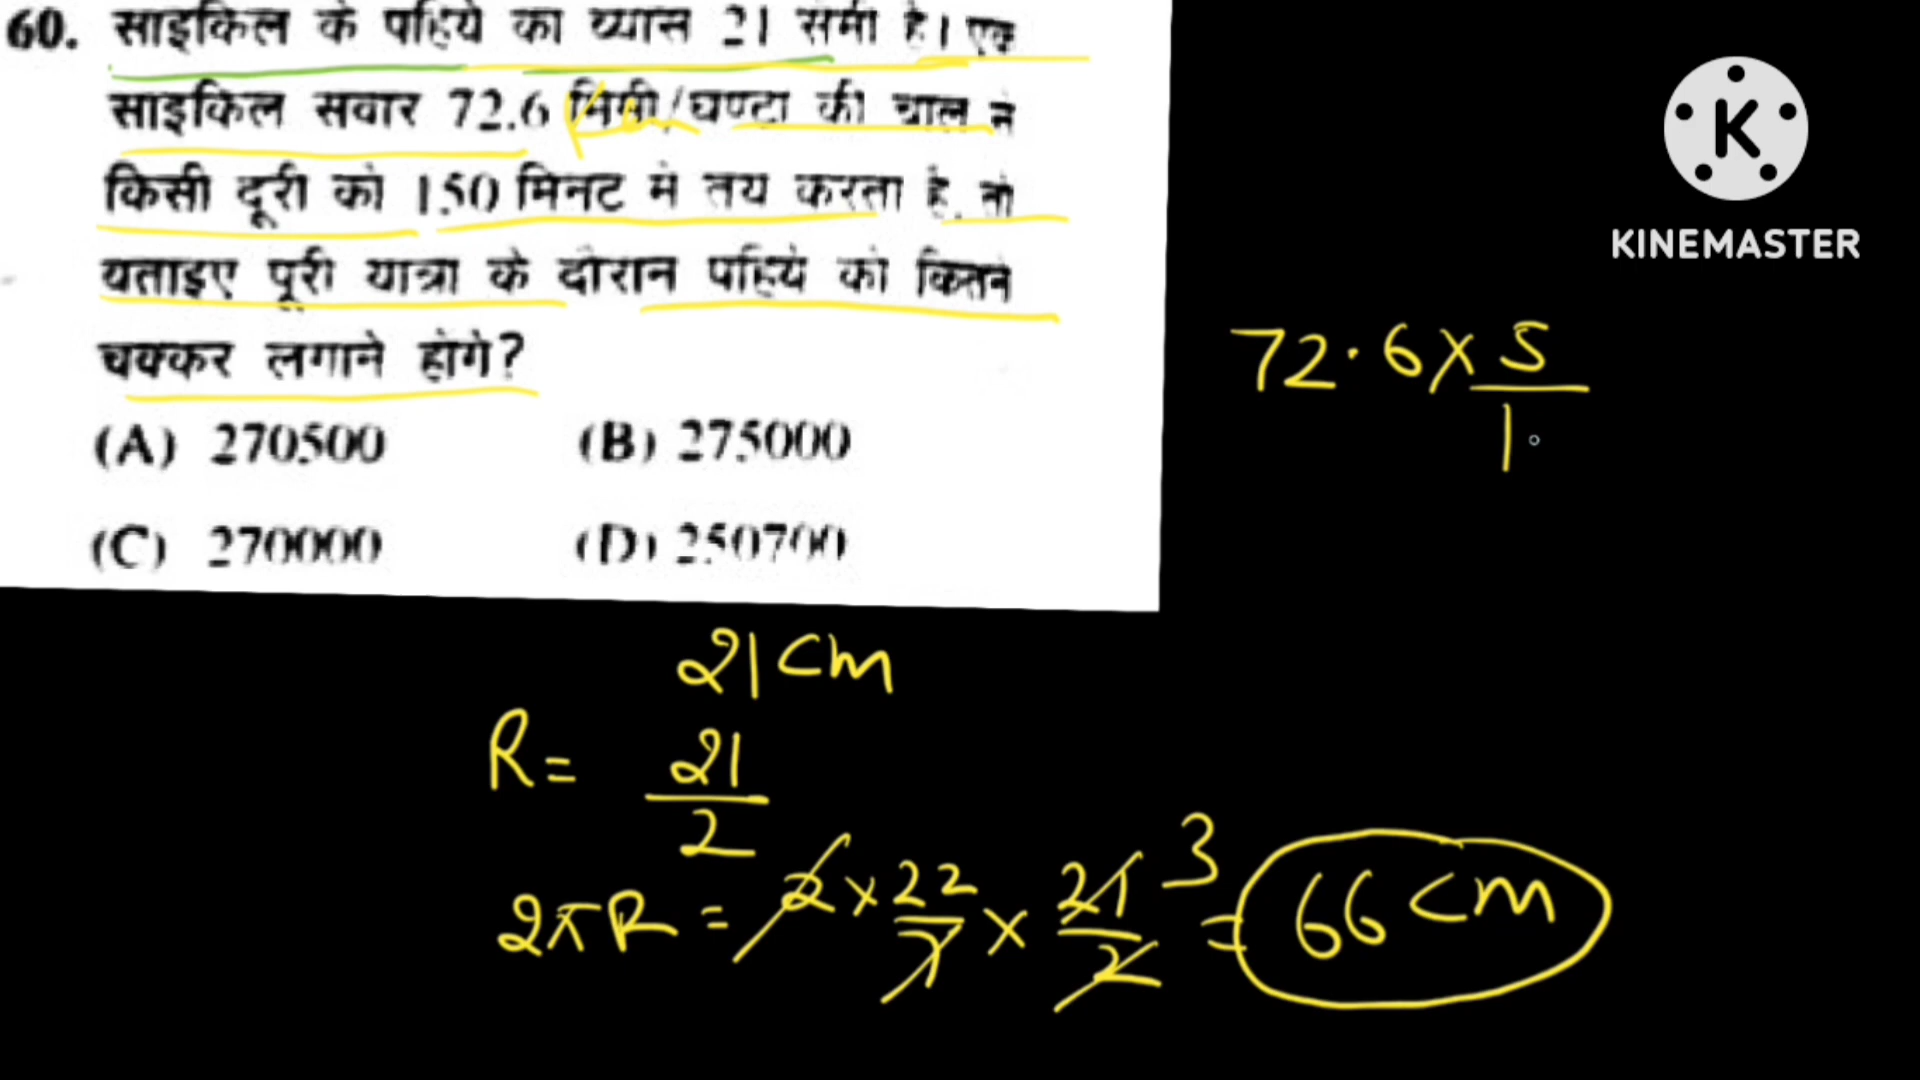 60. साइकिल के पहिये का व्यास 21 सेमी है। एक
साइकिल सवार 72.6 मिमी/घण्टा की चाल से
किसी दूरी को 150 मिनट में तय करता है, तो
बताइए पूरी यात्रा के दौरान पहिये को कितने
चक्कर लगाने होंगे?
(A) 270500 (B) 275000
(C) 270000 (D) 250700
K
KINEMASTER
72.6 × 5
1
21 cm
R = 21
2
2πR = 2 × 22/7 × 21/2 3 = 66 cm